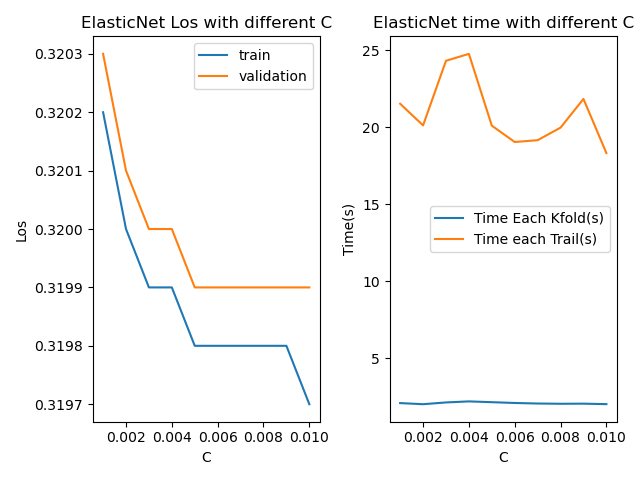 ElasticNet Los with different C
0.3203
0.3202
0.3201
0.3200
0.3199
0.3198
0.3197
Los
train
validation
0.002 0.004 0.006 0.008 0.010
C
ElasticNet time with different C
25
20
15
10
5
Time(s)
Time Each Kfold(s)
Time each Trail(s)
0.002 0.004 0.006 0.008 0.010
C